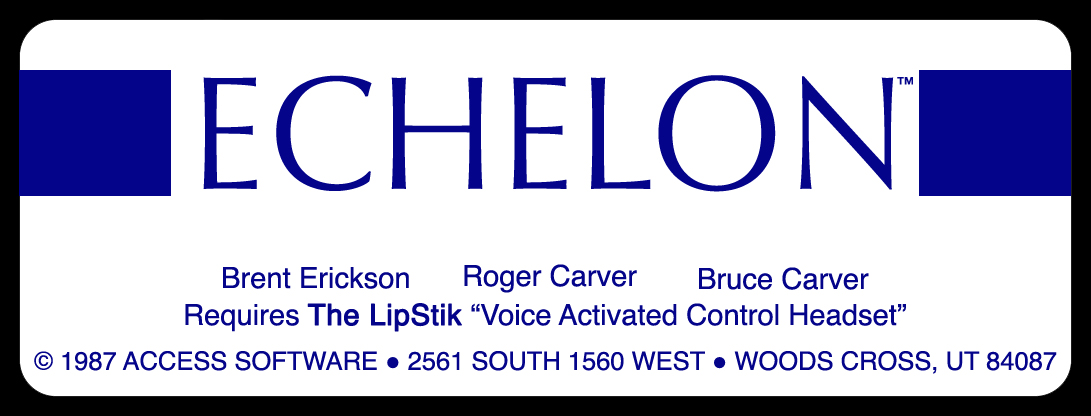 ECHELON™
Brent Erickson Roger Carver Bruce Carver
Requires The LipStik “Voice Activated Control Headset”
© 1987 ACCESS SOFTWARE ● 2561 SOUTH 1560 WEST ● WOODS CROSS, UT 84087